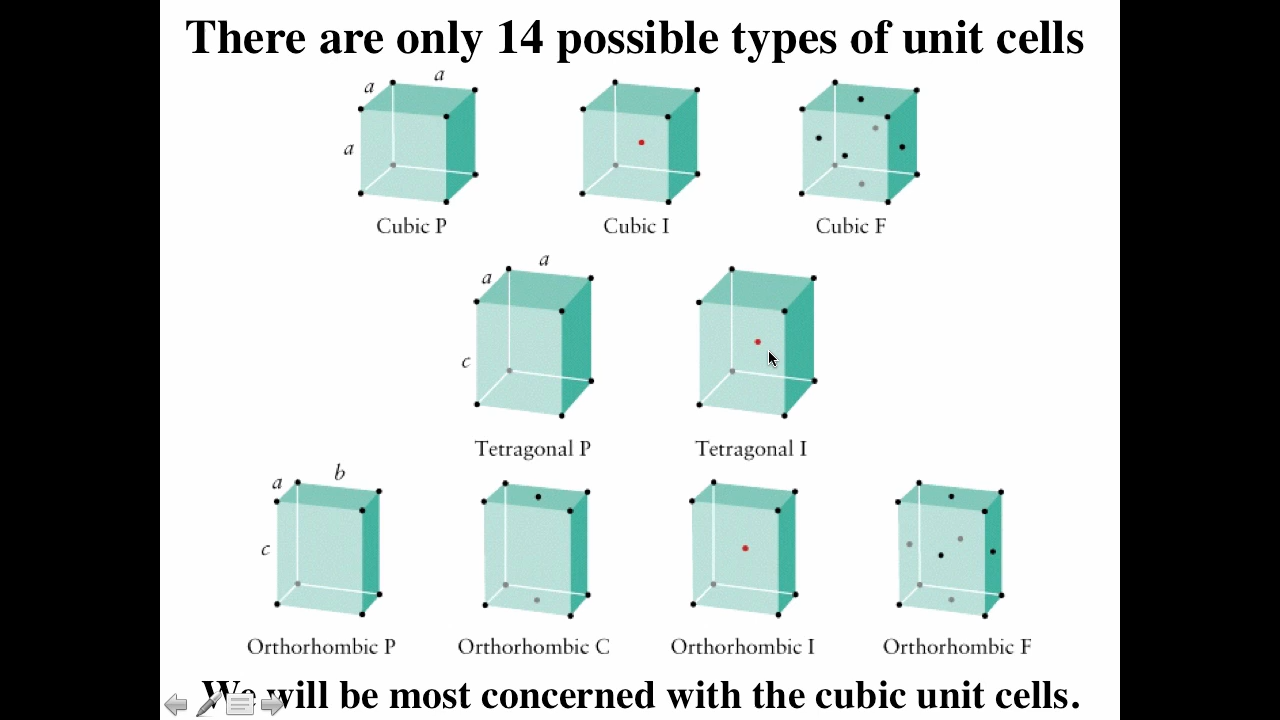 There are only 14 possible types of unit cells
a a
a
Cubic P Cubic I Cubic F
a
a
c
Tetragonal P Tetragonal I
b
a
c
Orthorhombic P Orthorhombic C Orthorhombic I Orthorhombic F
We will be most concerned with the cubic unit cells.